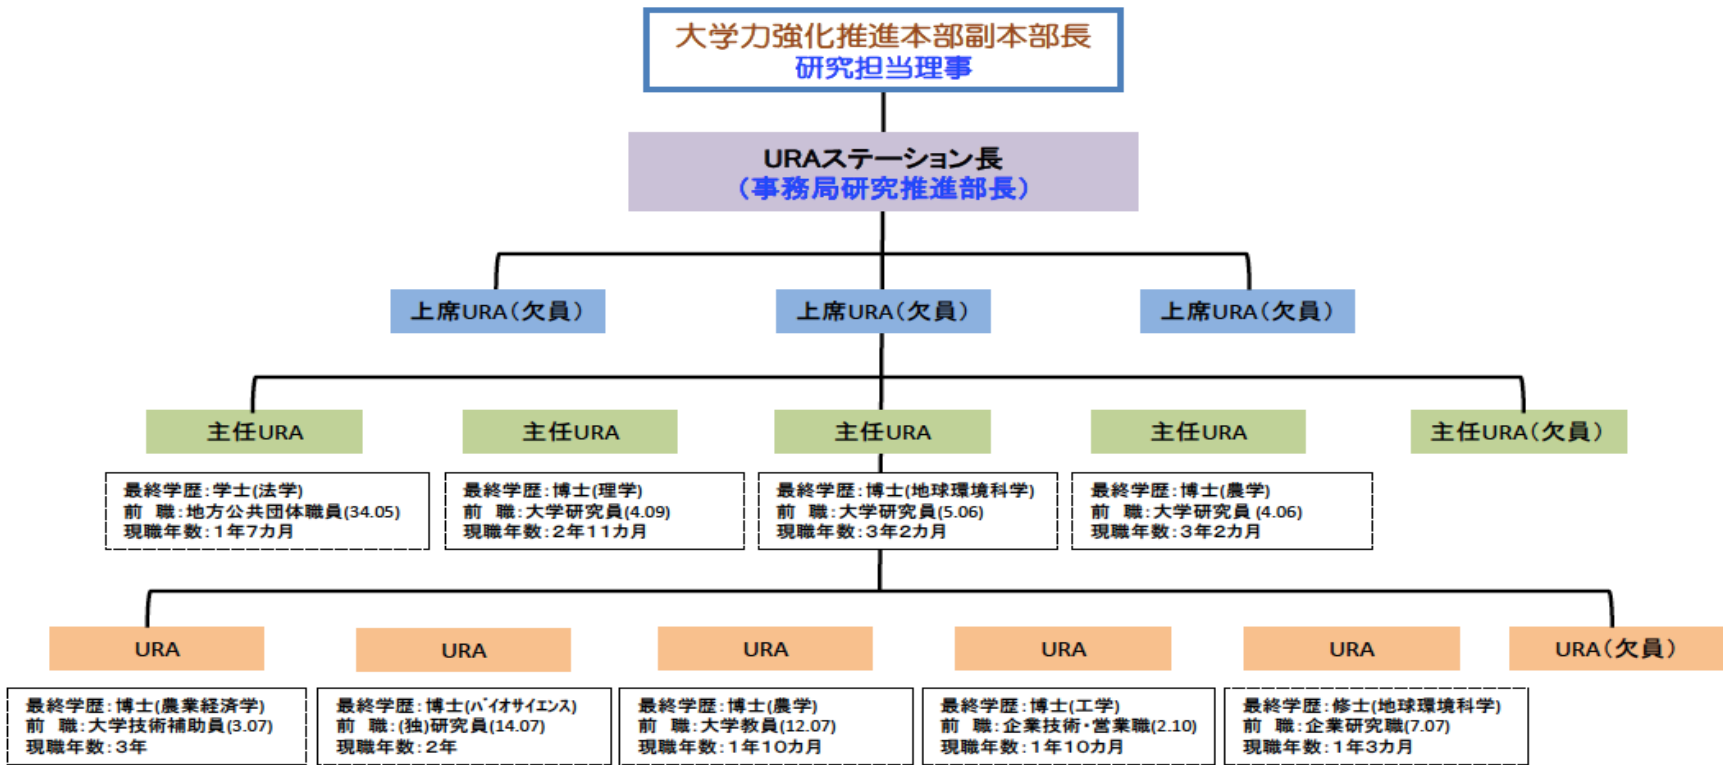 大学力強化推進本部副本部長
研究担当理事
URAステーション長
(事務局研究推進部長)
上席URA(欠員)
上席URA(欠員)
上席URA(欠員)
主任URA
主任URA
主任URA
主任URA
主任URA(欠員)
最終学歴:学士(法学)
前 職:地方公共団体職員(34.05)
現職年数:1年7カ月
最終学歴:博士(理学)
前 職:大学研究員(4.09)
現職年数:2年11カ月
最終学歴:博士(地球環境科学)
前 職:大学研究員(5.06)
現職年数:3年2カ月
最終学歴:博士(農学)
前 職:大学研究員(4.06)
現職年数:3年2カ月
URA
URA
URA
URA
URA
URA(欠員)
最終学歴:博士(農業経済学)
前 職:大学技術補助員(3.07)
現職年数:3年
最終学歴:博士(バイオサイエンス)
前 職:(独)研究員(14.07)
現職年数:2年
最終学歴:博士(農学)
前 職:大学教員(12.07)
現職年数:1年10カ月
最終学歴:博士(工学)
前 職:企業技術・営業職(2.10)
現職年数:1年10カ月
最終学歴:修士(地球環境科学)
前 職:企業研究職(7.07)
現職年数:1年3カ月